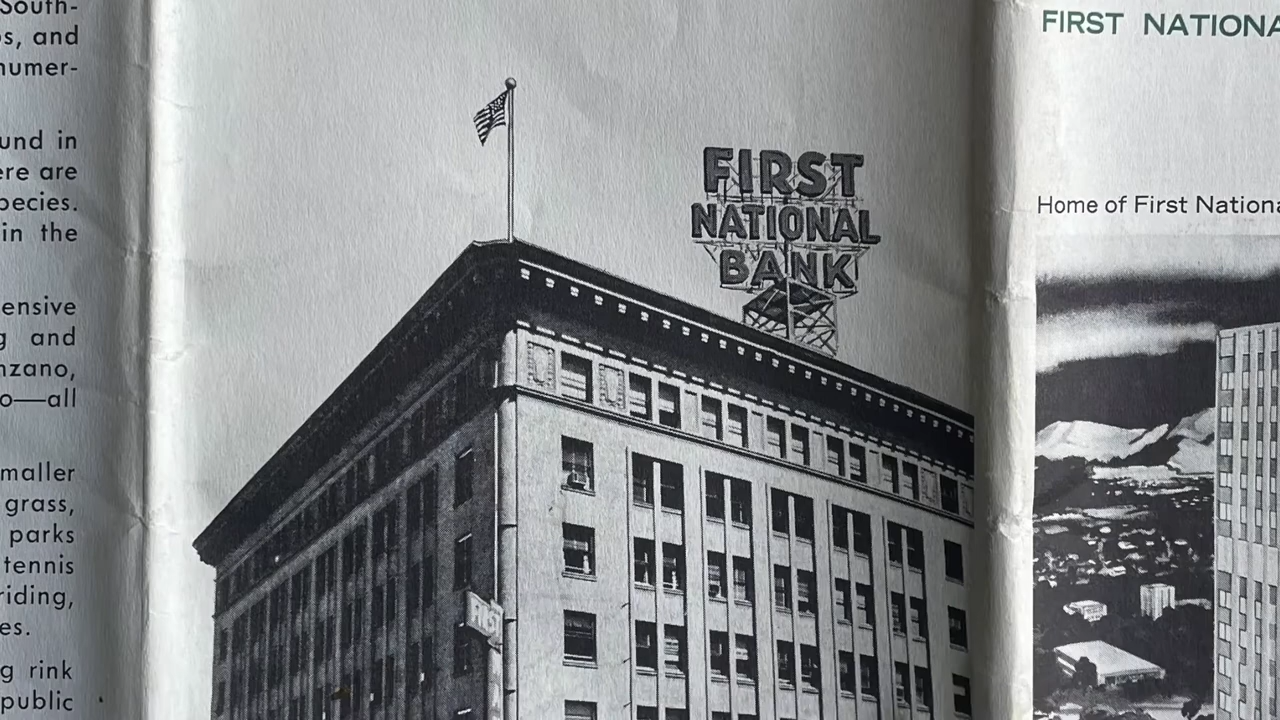 South-
s, and
numer-
und in
ere are
pecies.
in the
ensive
g and
nzano,
o—all
maller
grass,
parks
tennis
riding,
es.
g rink
public
FIRST
NATIONAL
BANK
FIRST
FIRST NATIONA
Home of First Nationa